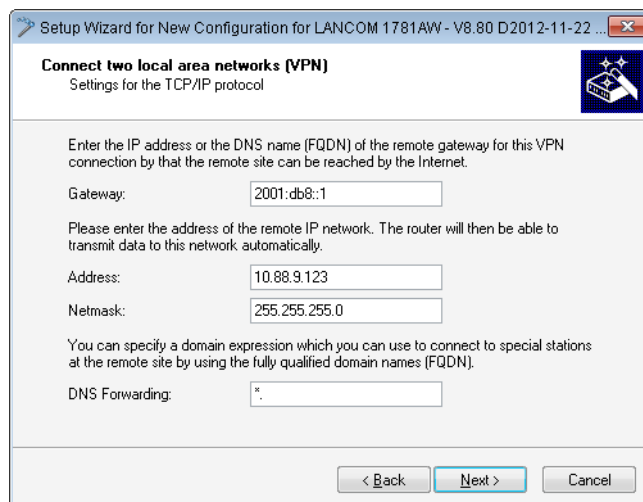 Setup Wizard for New Configuration for LANCOM 1781AW - V8.80 D2012-11-22 ...
Connect two local area networks (VPN)
Settings for the TCP/IP protocol
Enter the IP address or the DNS name (FQDN) of the remote gateway for this VPN
connection by that the remote site can be reached by the Internet.
Gateway: 2001:db8::1
Please enter the address of the remote IP network. The router will then be able to
transmit data to this network automatically.
Address: 10.88.9.123
Netmask: 255.255.255.0
You can specify a domain expression which you can use to connect to special stations
at the remote site by using the fully qualified domain names (FQDN).
DNS Forwarding: *.
< Back Next > Cancel